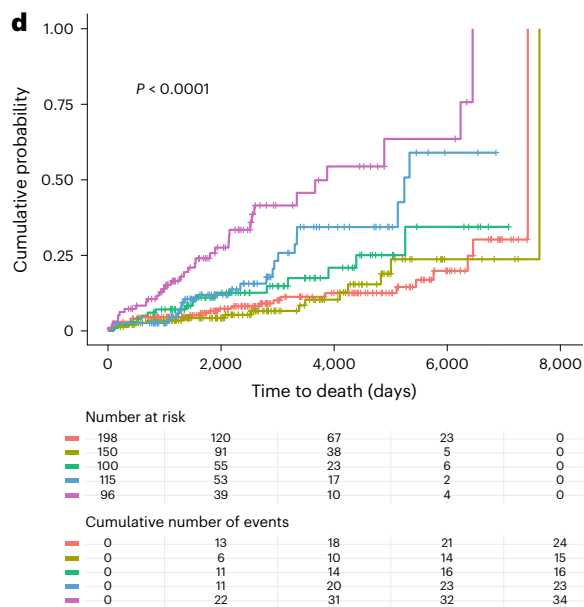 d
1.00
0.75
0.50
0.25
0
Cumulative probability
P < 0.0001
0 2,000 4,000 6,000 8,000
Time to death (days)
Number at risk
198 120 67 23 0
150 91 38 5 0
100 55 23 6 0
115 53 17 2 0
96 39 10 4 0
Cumulative number of events
0 13 18 21 24
0 6 10 14 15
0 11 14 16 16
0 11 20 23 23
0 22 31 32 34